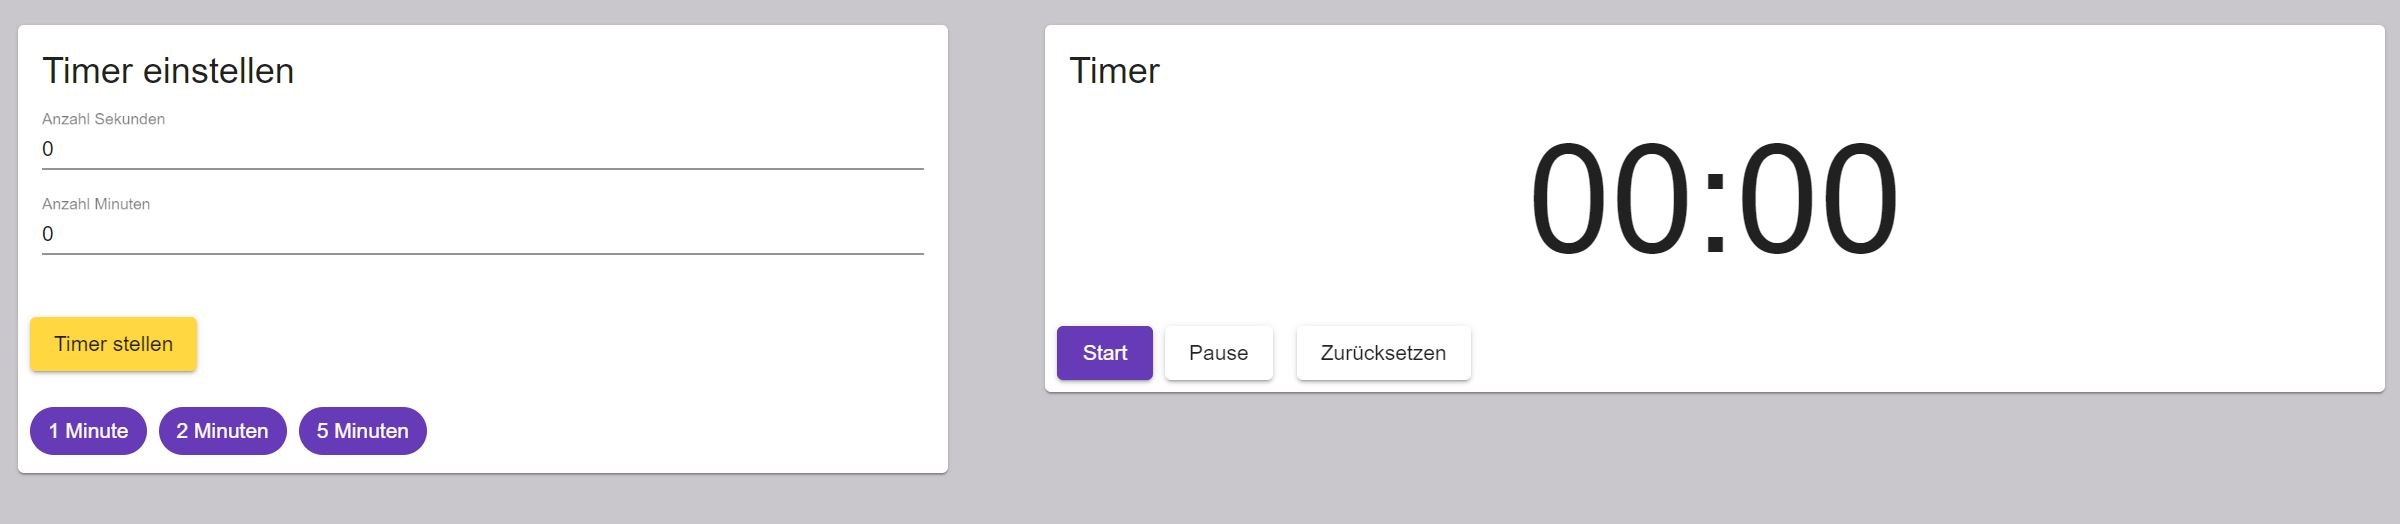 Timer einstellen
Anzahl Sekunden
0
Anzahl Minuten
0
Timer stellen
1 Minute 2 Minuten 5 Minuten
Timer
00:00
Start Pause Zurücksetzen